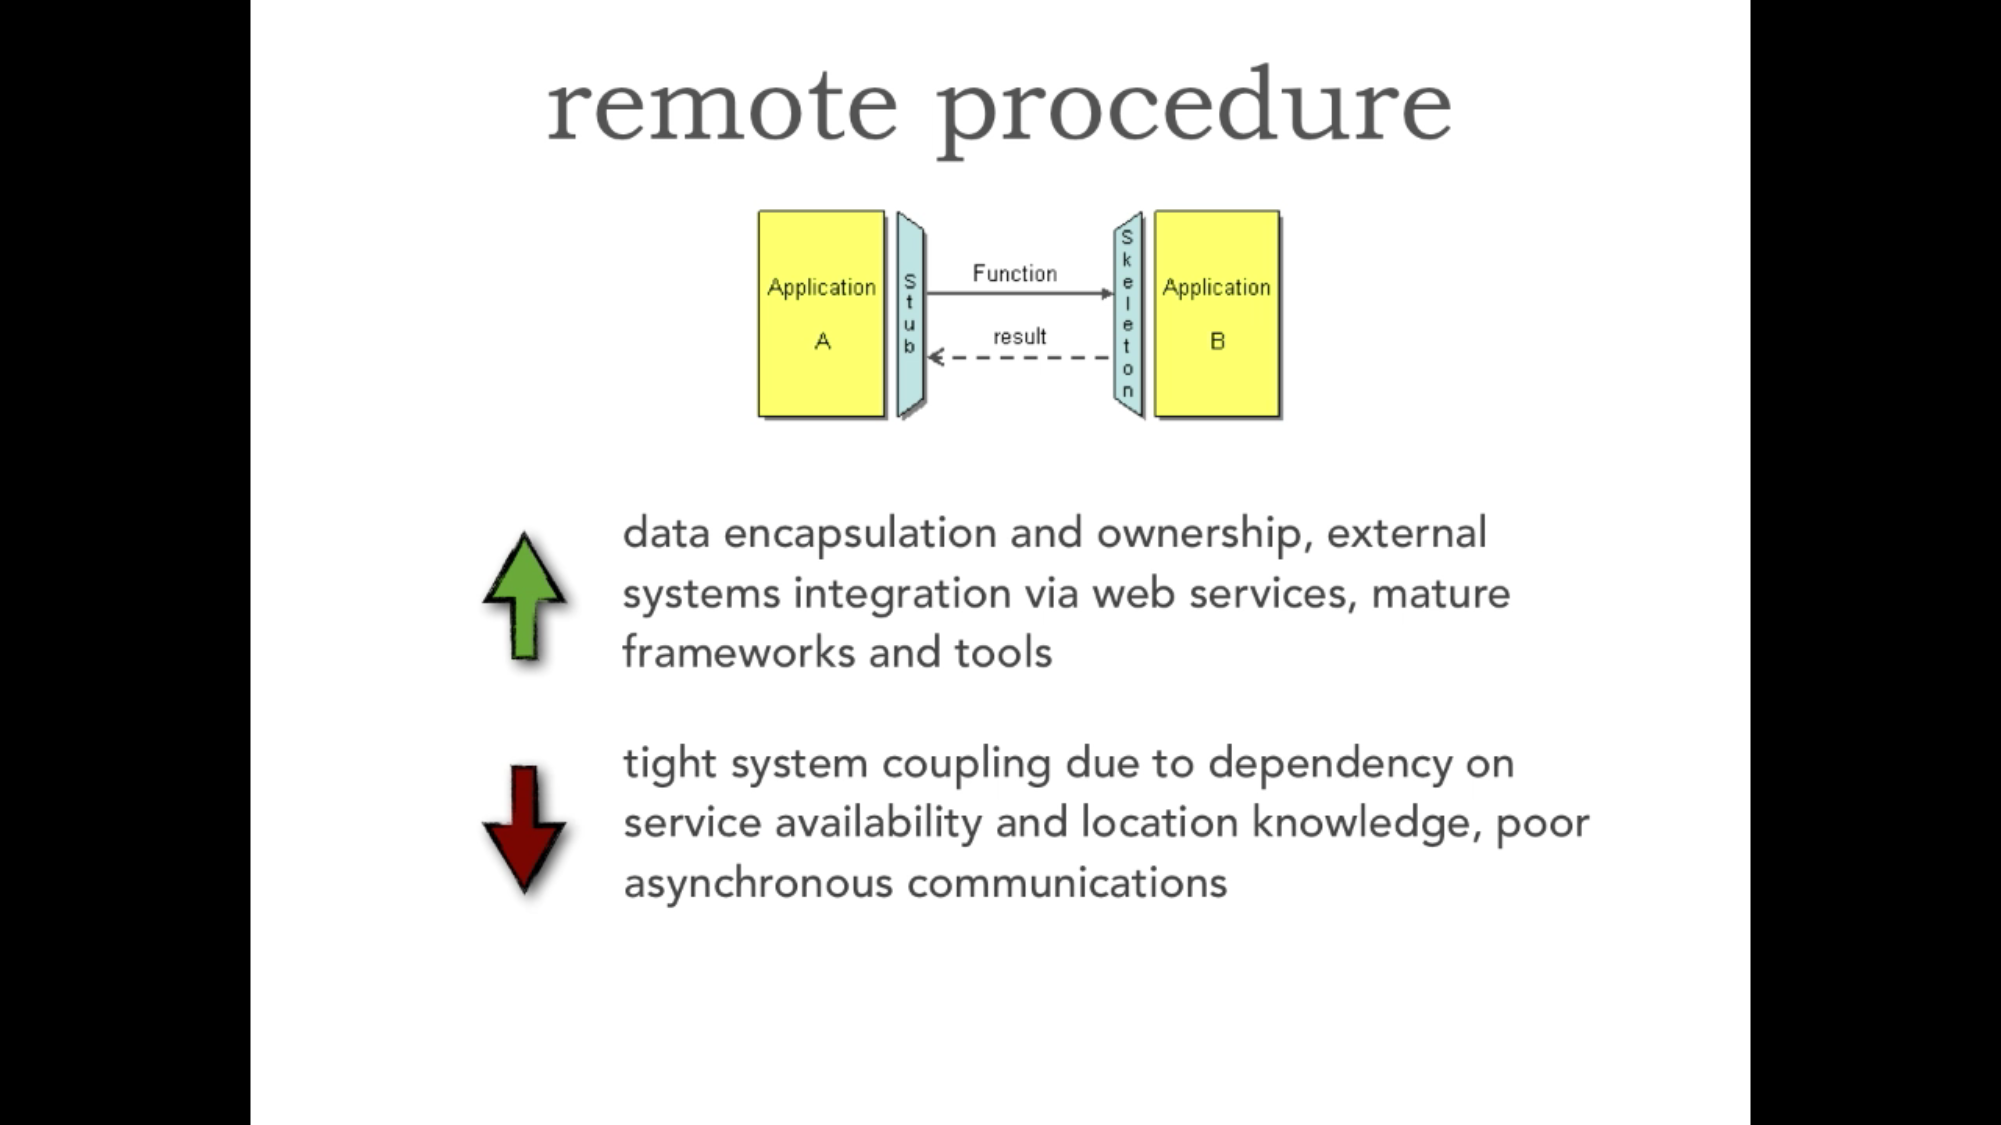 remote procedure
Application
A
Stub
Function
result
Skeleton
Application
B
data encapsulation and ownership, external
systems integration via web services, mature
frameworks and tools
tight system coupling due to dependency on
service availability and location knowledge, poor
asynchronous communications